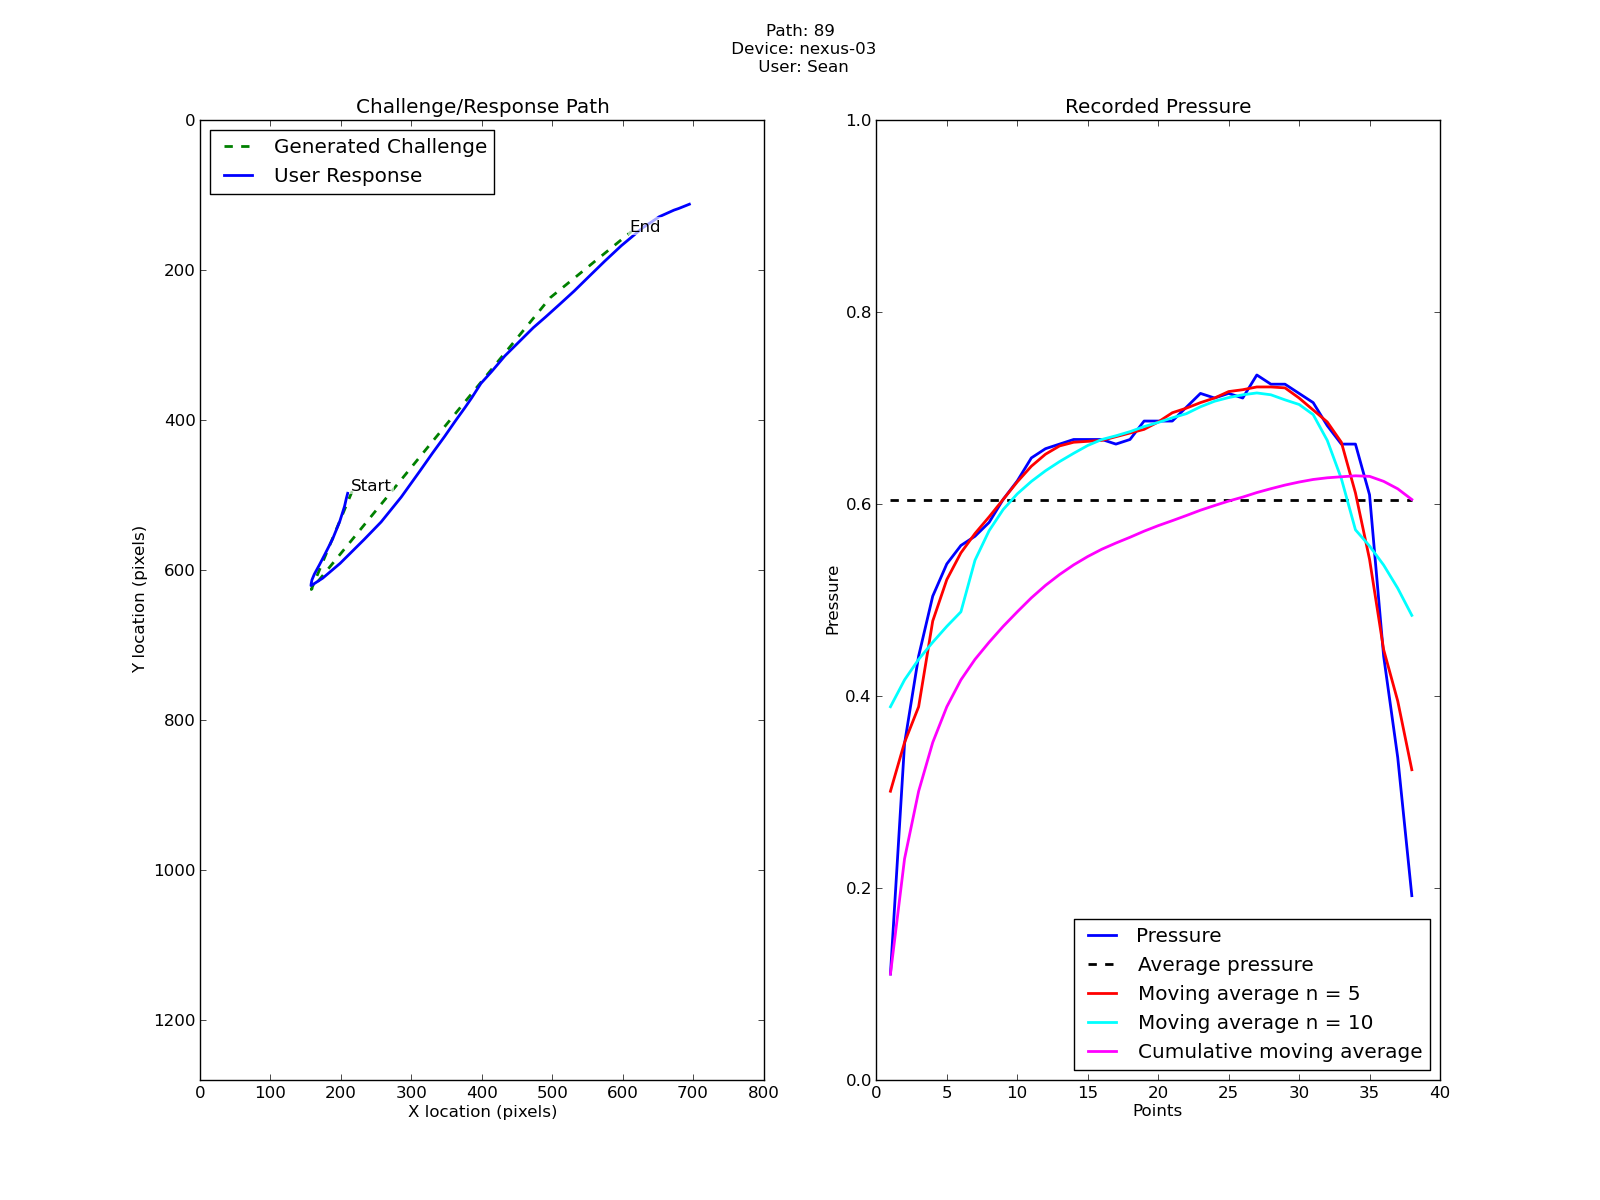 Path: 89
Device: nexus-03
User: Sean
Challenge/Response Path
Generated Challenge
User Response
End
Start
0
200
400
600
800
1000
1200
Y location (pixels)
0 100 200 300 400 500 600 700 800
X location (pixels)
Recorded Pressure
1.0
0.8
0.6
0.4
0.2
0.0
Pressure
Pressure
Average pressure
Moving average n = 5
Moving average n = 10
Cumulative moving average
0 5 10 15 20 25 30 35 40
Points